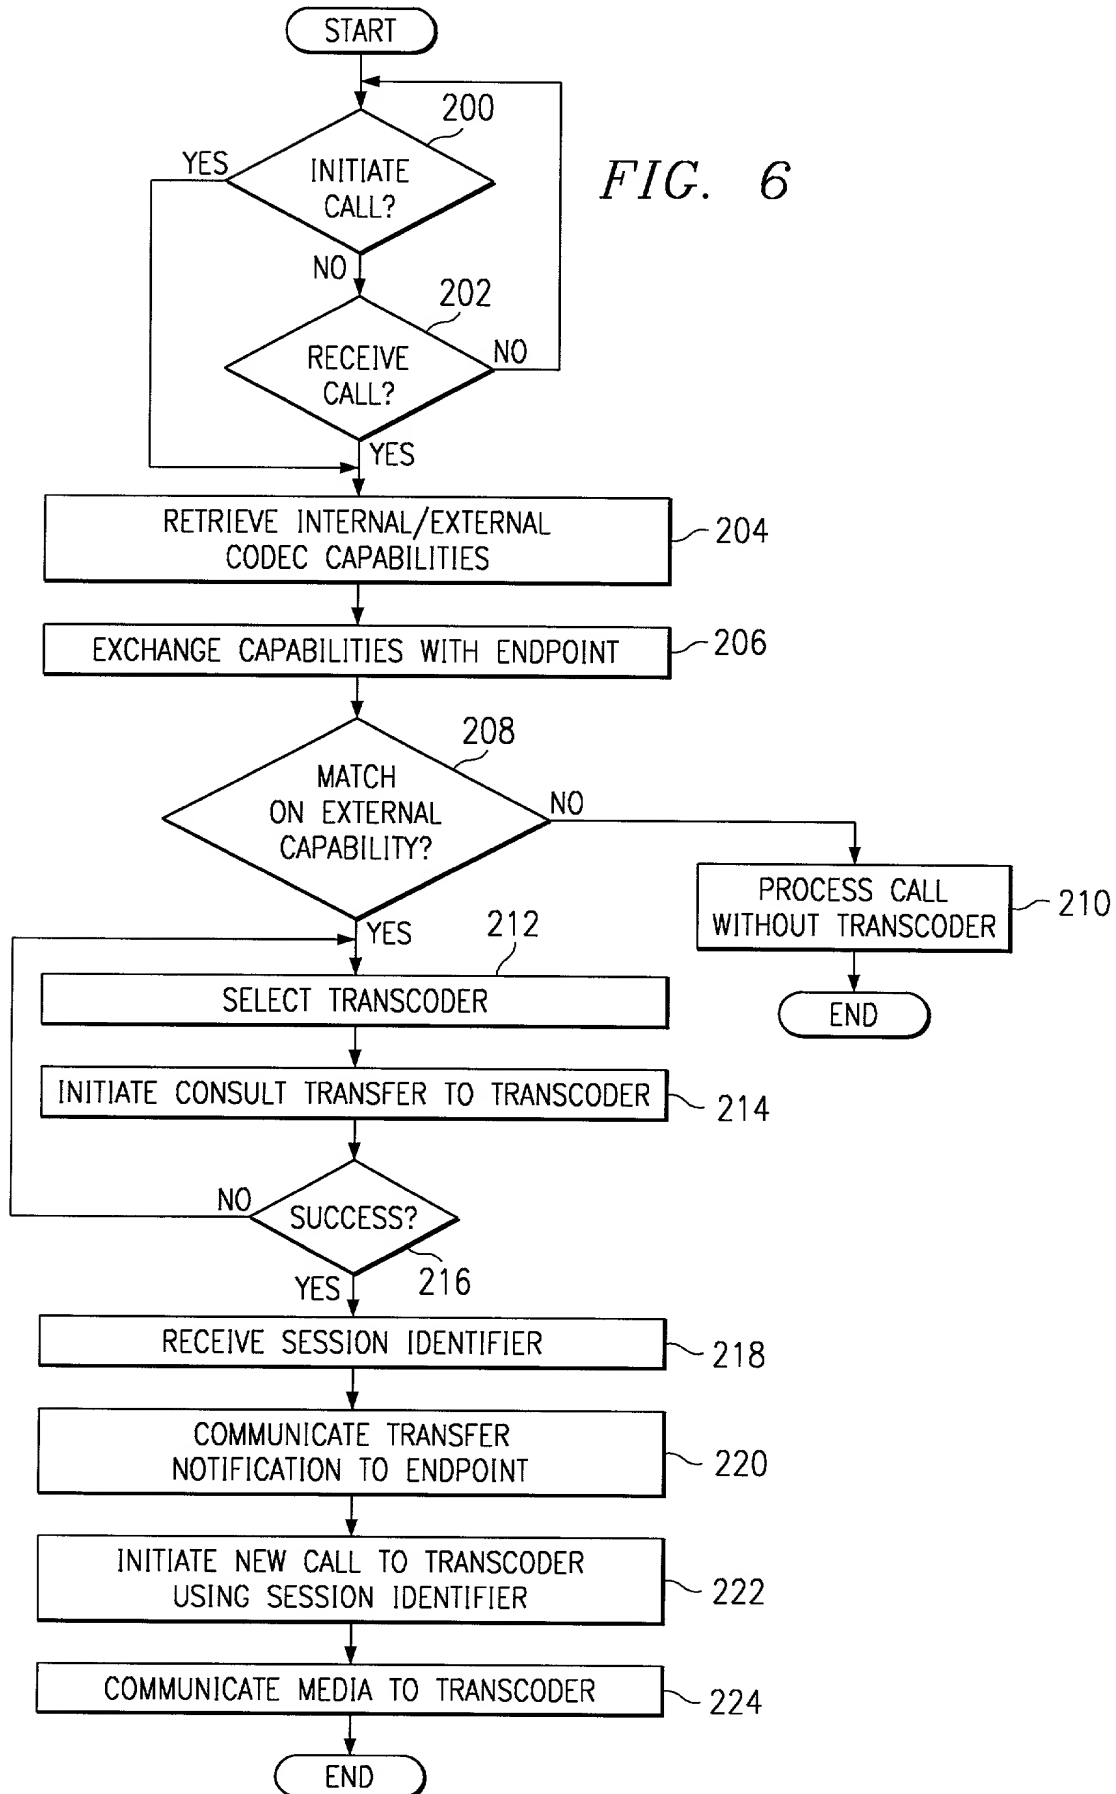 START
200
YES
INITIATE
CALL?
FIG. 6
NO
202
RECEIVE
CALL?
NO
YES
RETRIEVE INTERNAL/EXTERNAL
CODEC CAPABILITIES
204
EXCHANGE CAPABILITIES WITH ENDPOINT
206
208
MATCH
ON EXTERNAL
CAPABILITY?
NO
PROCESS CALL
WITHOUT TRANSCODER
210
END
YES
212
SELECT TRANSCODER
INITIATE CONSULT TRANSFER TO TRANSCODER
214
NO
SUCCESS?
216
YES
RECEIVE SESSION IDENTIFIER
218
COMMUNICATE TRANSFER
NOTIFICATION TO ENDPOINT
220
INITIATE NEW CALL TO TRANSCODER
USING SESSION IDENTIFIER
222
COMMUNICATE MEDIA TO TRANSCODER
224
END